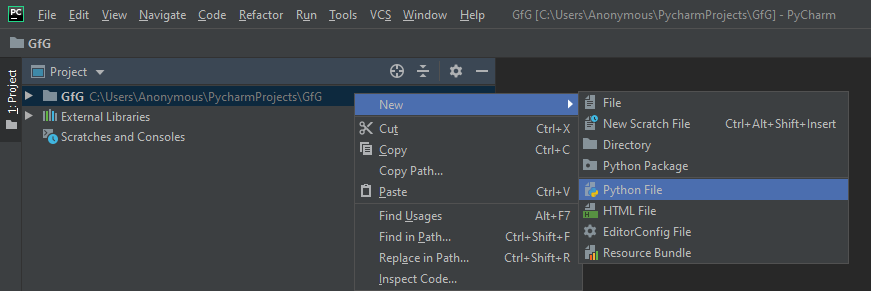 PC File Edit View Navigate Code Refactor Run Tools VCS Window Help GfG [C:\Users\Anonymous\PycharmProjects\GfG] - PyCharm
GfG
1: Project
Project
GfG C:\Users\Anonymous\PycharmProjects\GfG
External Libraries
Scratches and Consoles
New
Cut Ctrl+X
Copy Ctrl+C
Copy Path...
Paste Ctrl+V
Find Usages Alt+F7
Find in Path... Ctrl+Shift+F
Replace in Path... Ctrl+Shift+R
Inspect Code...
File
New Scratch File Ctrl+Alt+Shift+Insert
Directory
Python Package
Python File
HTML File
EditorConfig File
Resource Bundle